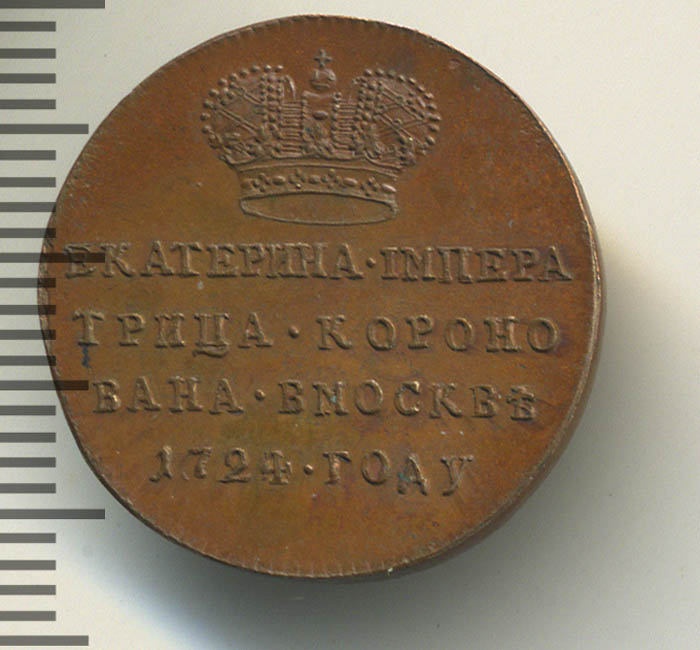 ЕКАТЕРИНА · IМПЕРА
ТРИЦА · КОРОНО
ВАНА · ВМОСКВѢ
1724 · ГОДУ